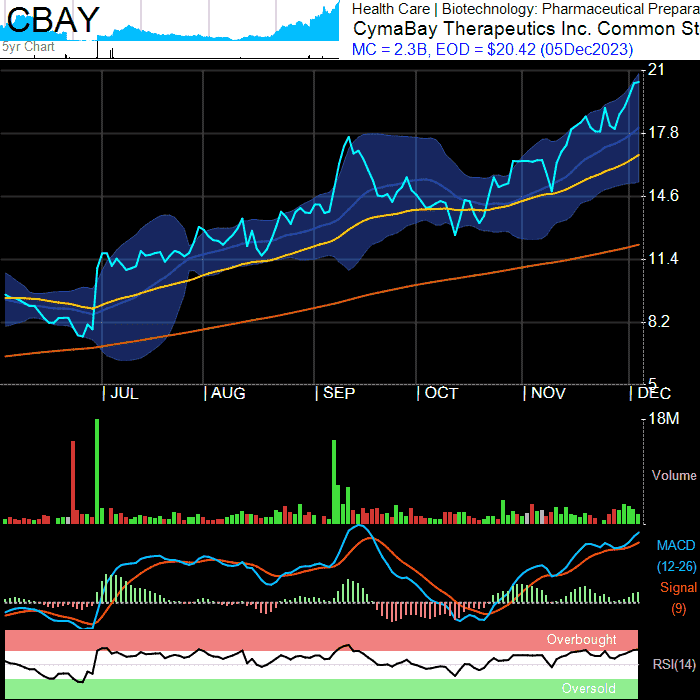 CBAY
5yr Chart
Health Care | Biotechnology: Pharmaceutical Prepara
CymaBay Therapeutics Inc. Common St
MC = 2.3B, EOD = $20.42 (05Dec2023)
21
17.8
14.6
11.4
8.2
5
JUL AUG SEP OCT NOV DEC
18M
Volume
MACD
(12-26)
Signal
(9)
Overbought
RSI(14)
Oversold